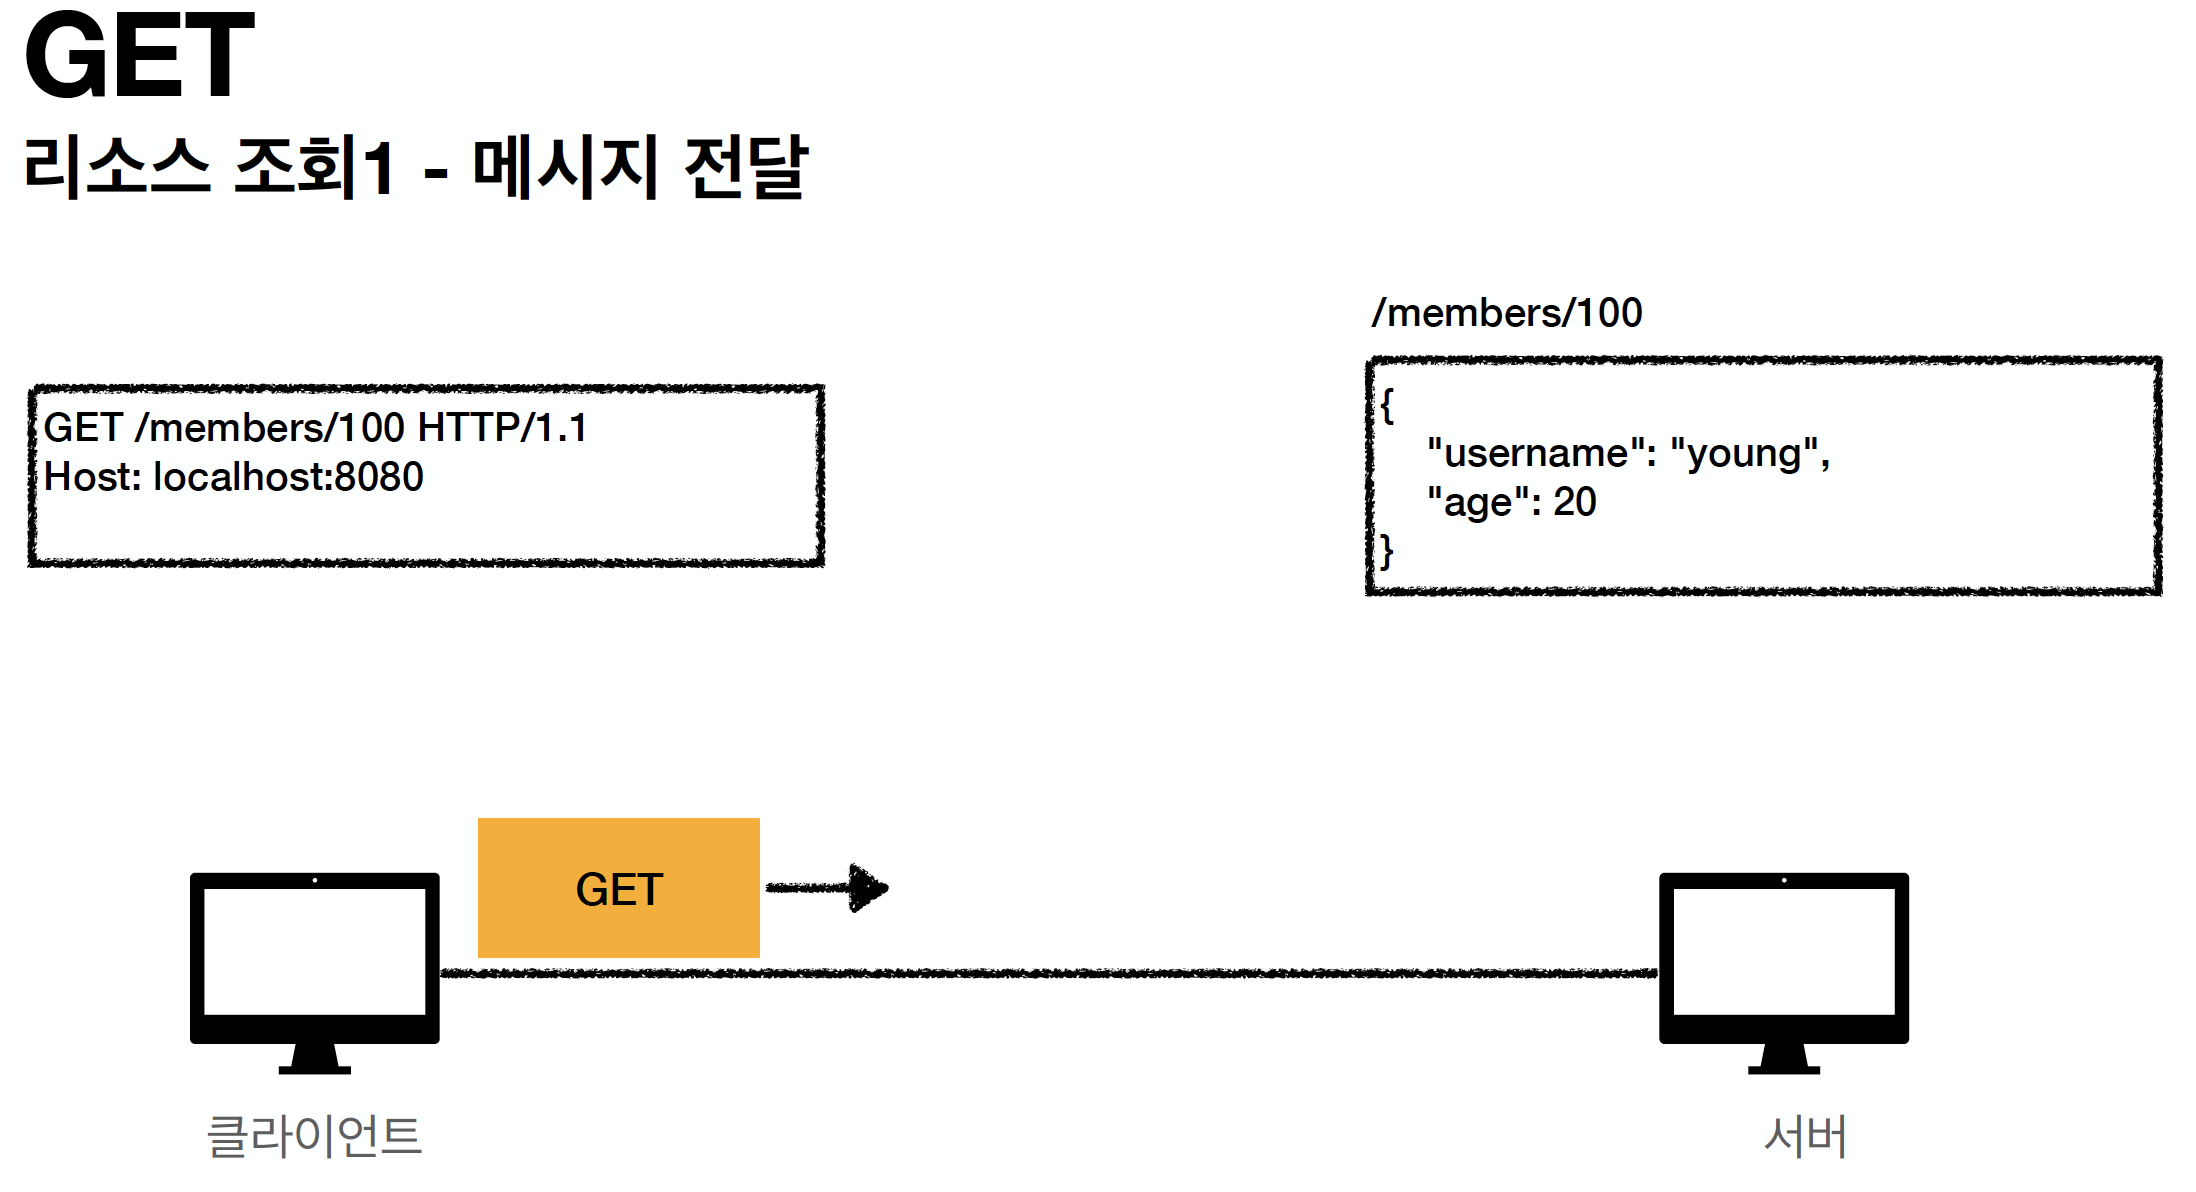 GET
리소스 조회1 - 메시지 전달
GET /members/100 HTTP/1.1
Host: localhost:8080
/members/100
{
"username": "young",
"age": 20
}
GET
클라이언트
서버